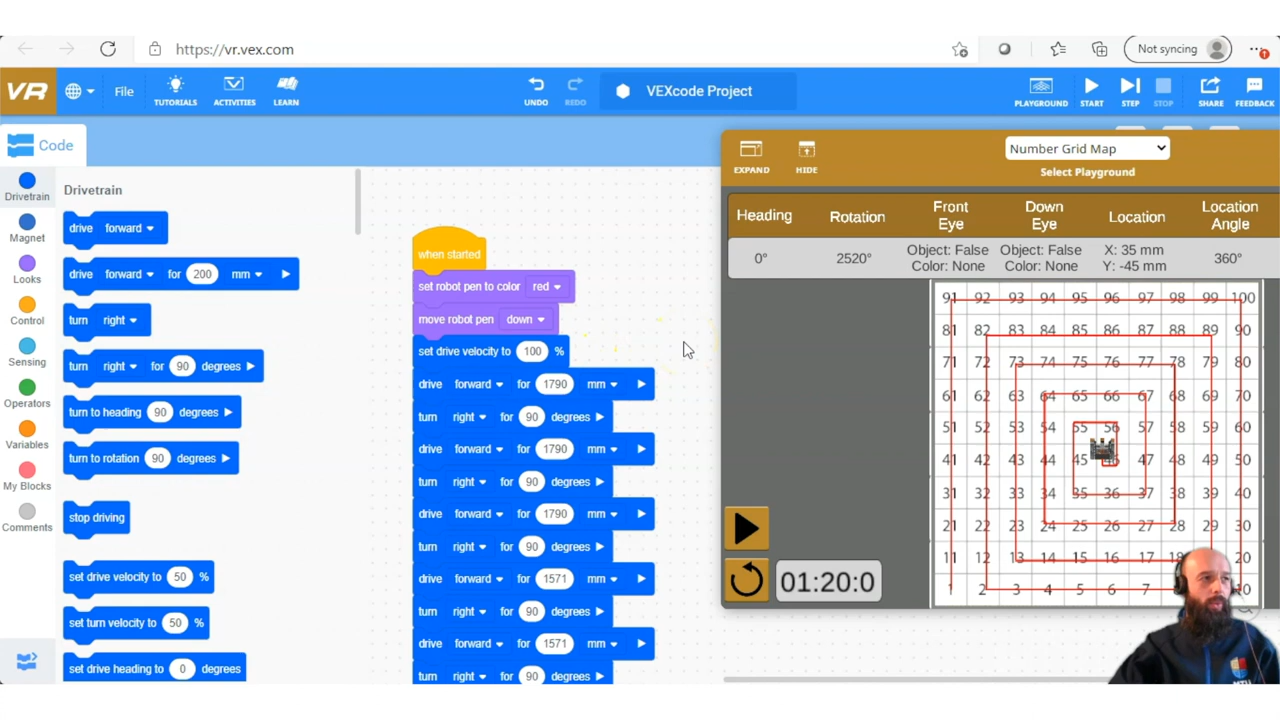 https://vr.vex.com
Not syncing
VR
File
TUTORIALS
ACTIVITIES
LEARN
UNDO
REDO
VEXcode Project
PLAYGROUND
START
STEP
STOP
SHARE
FEEDBACK
Code
Drivetrain
Magnet
Looks
Control
Sensing
Operators
Variables
My Blocks
Comments
Drivetrain
drive forward
drive forward for 200 mm
turn right
turn right for 90 degrees
turn to heading 90 degrees
turn to rotation 90 degrees
stop driving
set drive velocity to 50 %
set turn velocity to 50 %
set drive heading to 0 degrees
when started
set robot pen to color red
move robot pen down
set drive velocity to 100 %
drive forward for 1790 mm
turn right for 90 degrees
drive forward for 1790 mm
turn right for 90 degrees
drive forward for 1790 mm
turn right for 90 degrees
drive forward for 1571 mm
turn right for 90 degrees
drive forward for 1571 mm
turn right for 90 degrees
EXPAND
HIDE
Number Grid Map
Select Playground
Heading Rotation Front Eye Down Eye Location Location Angle
0° 2520° Object: False Object: False X: 35 mm 360°
Color: None Color: None Y: -45 mm
91 92 93 94 95 96 97 98 99 100
81 82 83 84 85 86 87 88 89 90
71 72 73 74 75 76 77 78 79 80
61 62 63 64 65 66 67 68 69 70
51 52 53 54 55 56 57 58 59 60
41 42 43 44 45 46 47 48 49 50
31 32 33 34 35 36 37 38 39 40
21 22 23 24 25 26 27 28 29 30
11 12 13 14 15 16 17 18 20
2 3 4 5 6 7
01:20:0